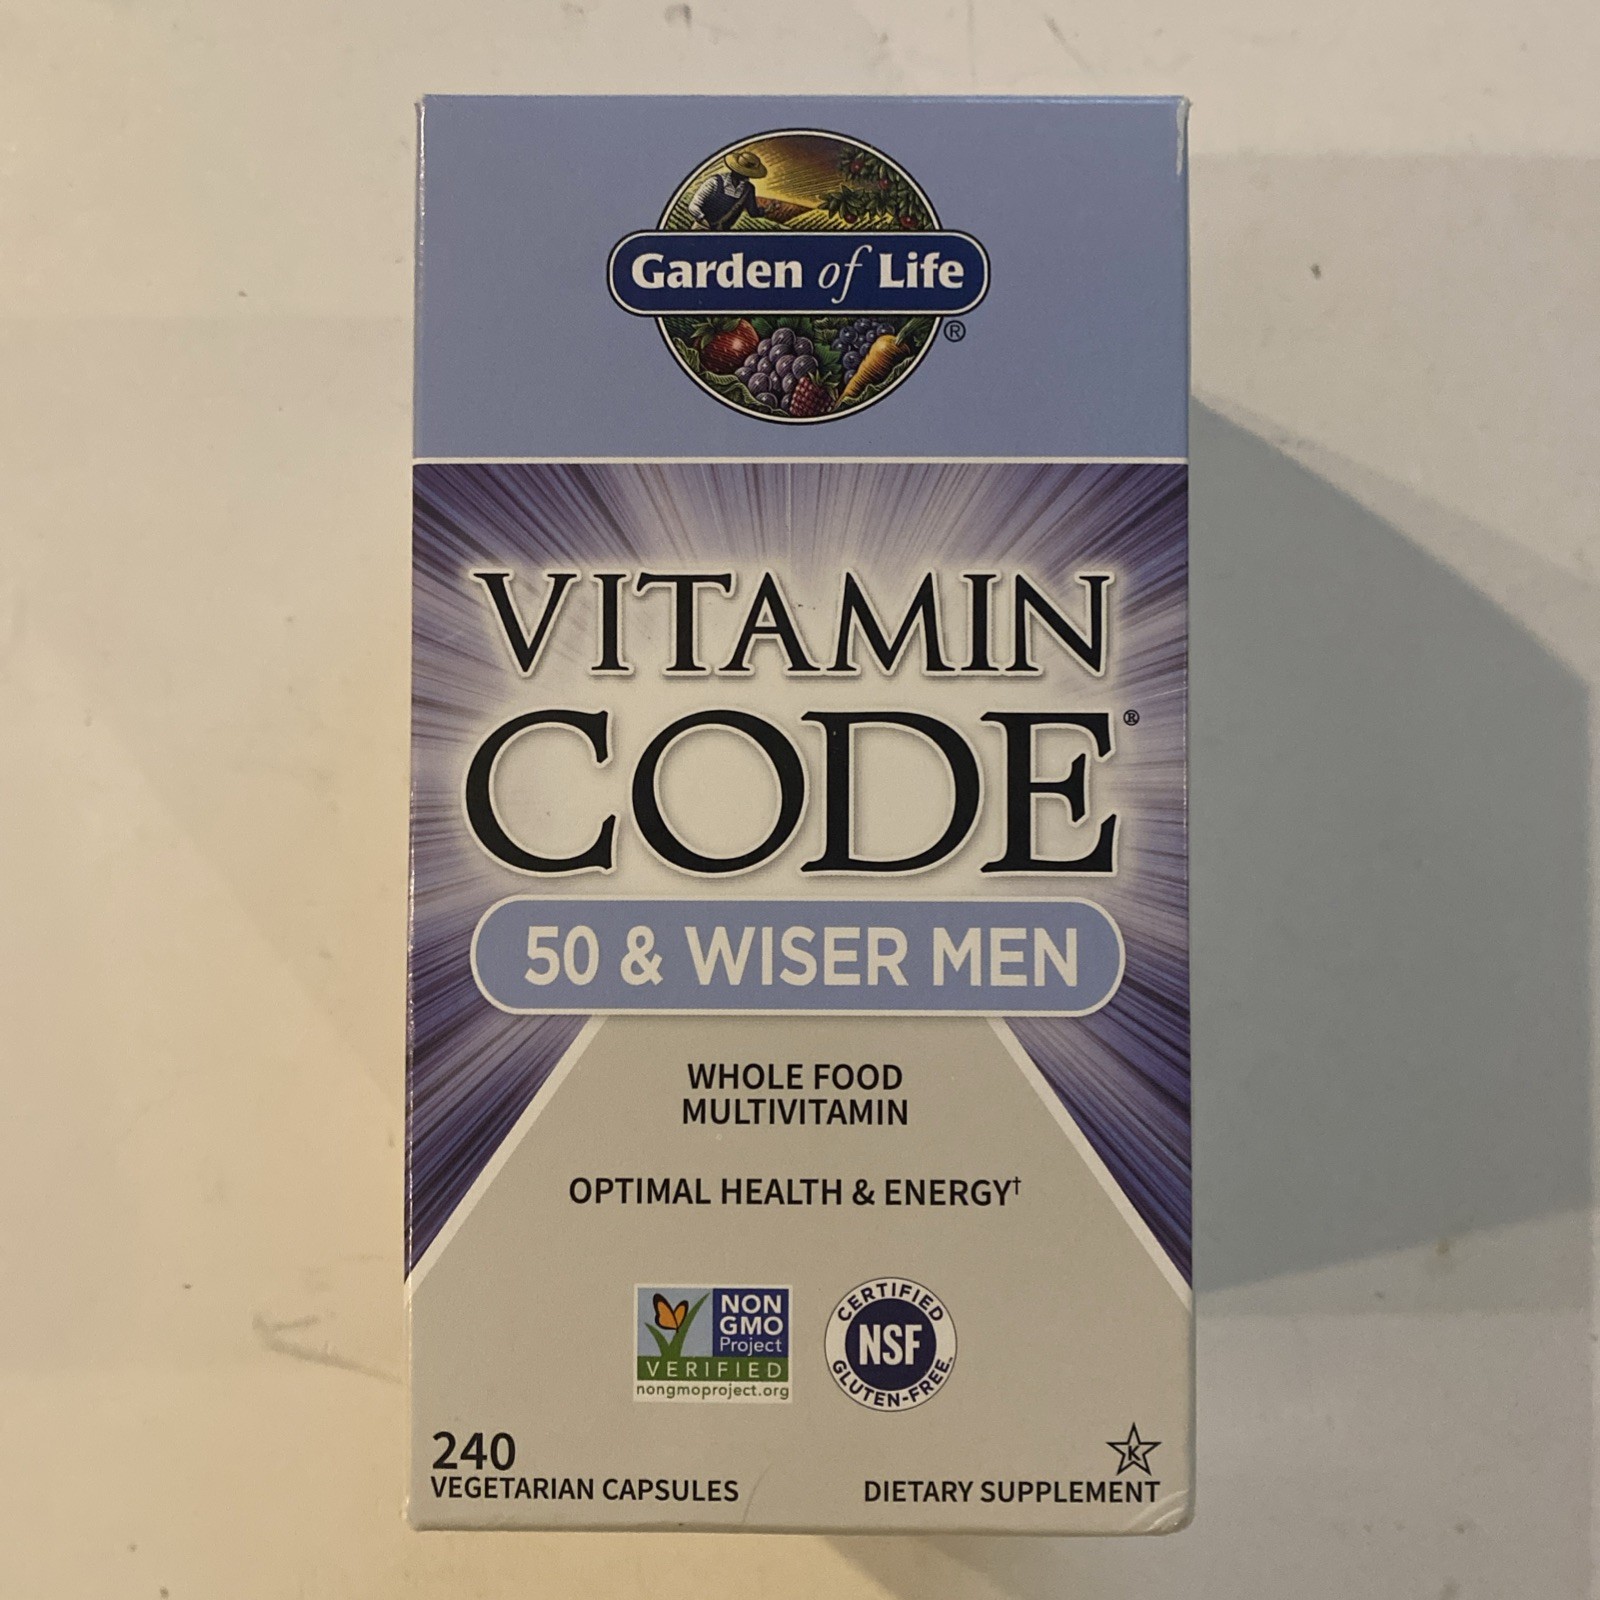 Garden of Life®
VITAMIN
CODE®
50 & WISER MEN
WHOLE FOOD
MULTIVITAMIN
OPTIMAL HEALTH & ENERGY†
NON
GMO
Project
VERIFIED
nongmoproject.org
CERTIFIED
NSF
GLUTEN-FREE™
240
VEGETARIAN CAPSULES
K
DIETARY SUPPLEMENT